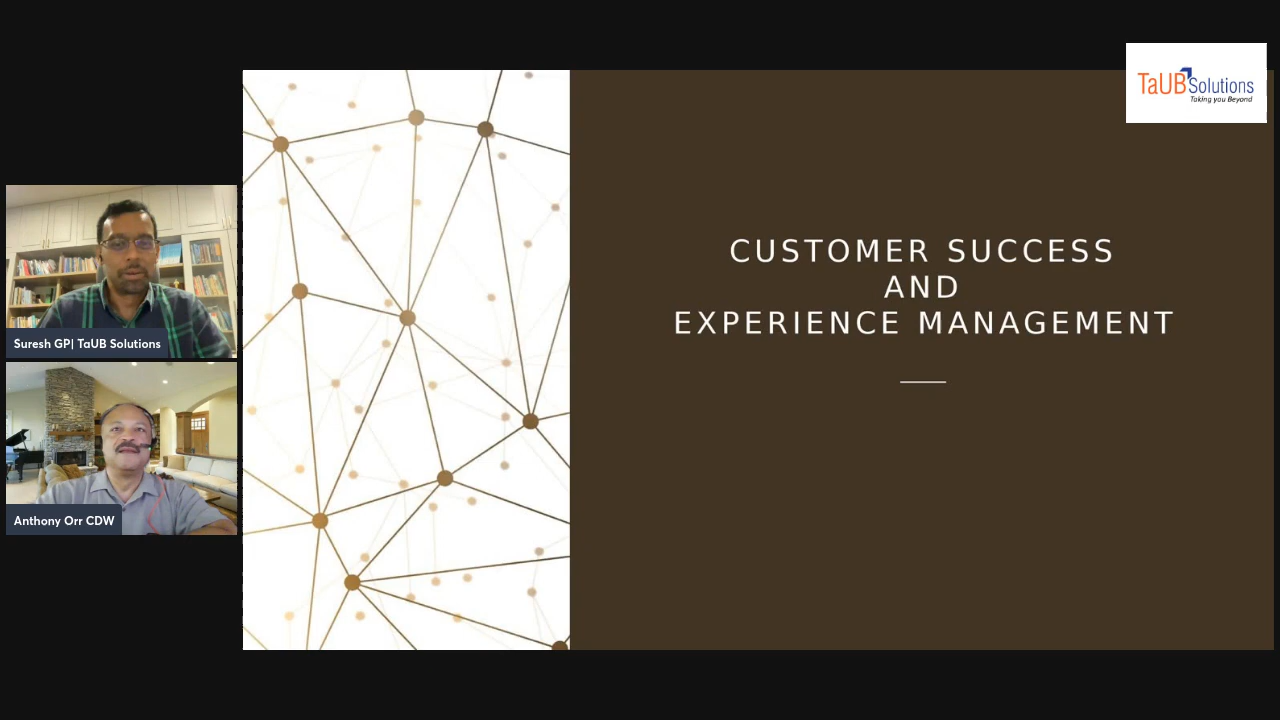 TaUB Solutions
Taking you Beyond
CUSTOMER SUCCESS
AND
EXPERIENCE MANAGEMENT
Suresh GP| TaUB Solutions
Anthony Orr CDW